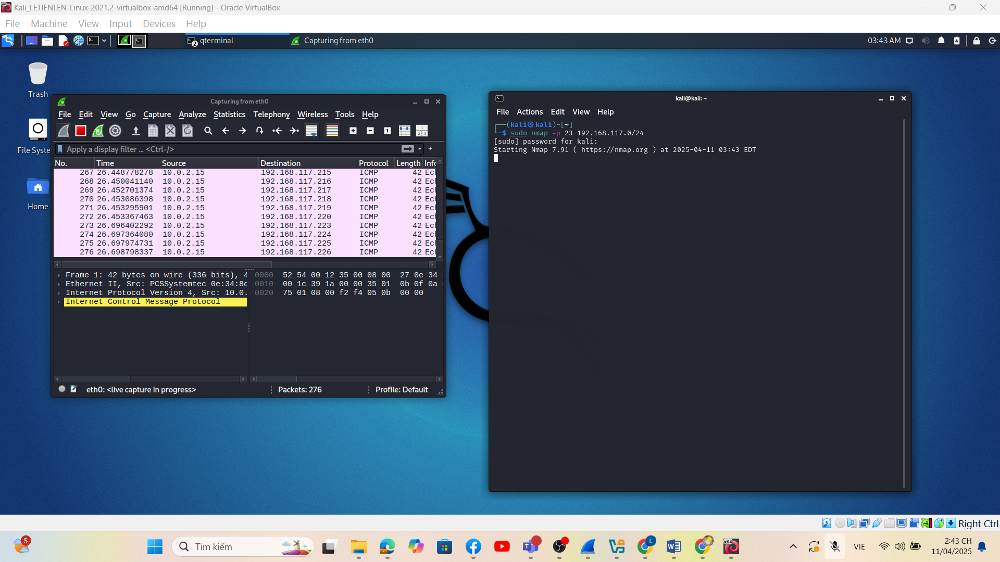 Kali_LETIENLEN-Linux-2021.2-virtualbox-amd64 [Running] - Oracle VirtualBox
File Machine View Input Devices Help
qterminal
2
Capturing from eth0
03:43 AM
Trash
File Syste
Home
Capturing from eth0
File Edit View Go Capture Analyze Statistics Telephony Wireless Tools Help
Apply a display filter ... <Ctrl-/>
No. Time Source Destination Protocol Length Info
267 26.448778278 10.0.2.15 192.168.117.215 ICMP 42 Ec
268 26.450041140 10.0.2.15 192.168.117.216 ICMP 42 Ec
269 26.452701374 10.0.2.15 192.168.117.217 ICMP 42 Ec
270 26.453086398 10.0.2.15 192.168.117.218 ICMP 42 Ec
271 26.453295901 10.0.2.15 192.168.117.219 ICMP 42 Ec
272 26.453367463 10.0.2.15 192.168.117.220 ICMP 42 Ec
273 26.696402292 10.0.2.15 192.168.117.223 ICMP 42 Ec
274 26.697364080 10.0.2.15 192.168.117.224 ICMP 42 Ec
275 26.697974731 10.0.2.15 192.168.117.225 ICMP 42 Ec
276 26.698798337 10.0.2.15 192.168.117.226 ICMP 42 Ec
Frame 1: 42 bytes on wire (336 bits), 4
Ethernet II, Src: PCSSystemtec_0e:34:8d
Internet Protocol Version 4, Src: 10.0.
Internet Control Message Protocol
0000 52 54 00 12 35 00 08 00 27 0e 34
0010 00 1c 39 1a 00 00 35 01 0b 0f 0a
0020 75 01 08 00 f2 f4 05 0b 00 00
eth0: <live capture in progress>
Packets: 276
Profile: Default
kali@kali: ~
File Actions Edit View Help
┌──(kali㉿kali)-[~]
└─$ sudo nmap -p 23 192.168.117.0/24
[sudo] password for kali:
Starting Nmap 7.91 ( https://nmap.org ) at 2025-04-11 03:43 EDT
Right Ctrl
5
Tìm kiếm
VIE
2:43 CH
11/04/2025